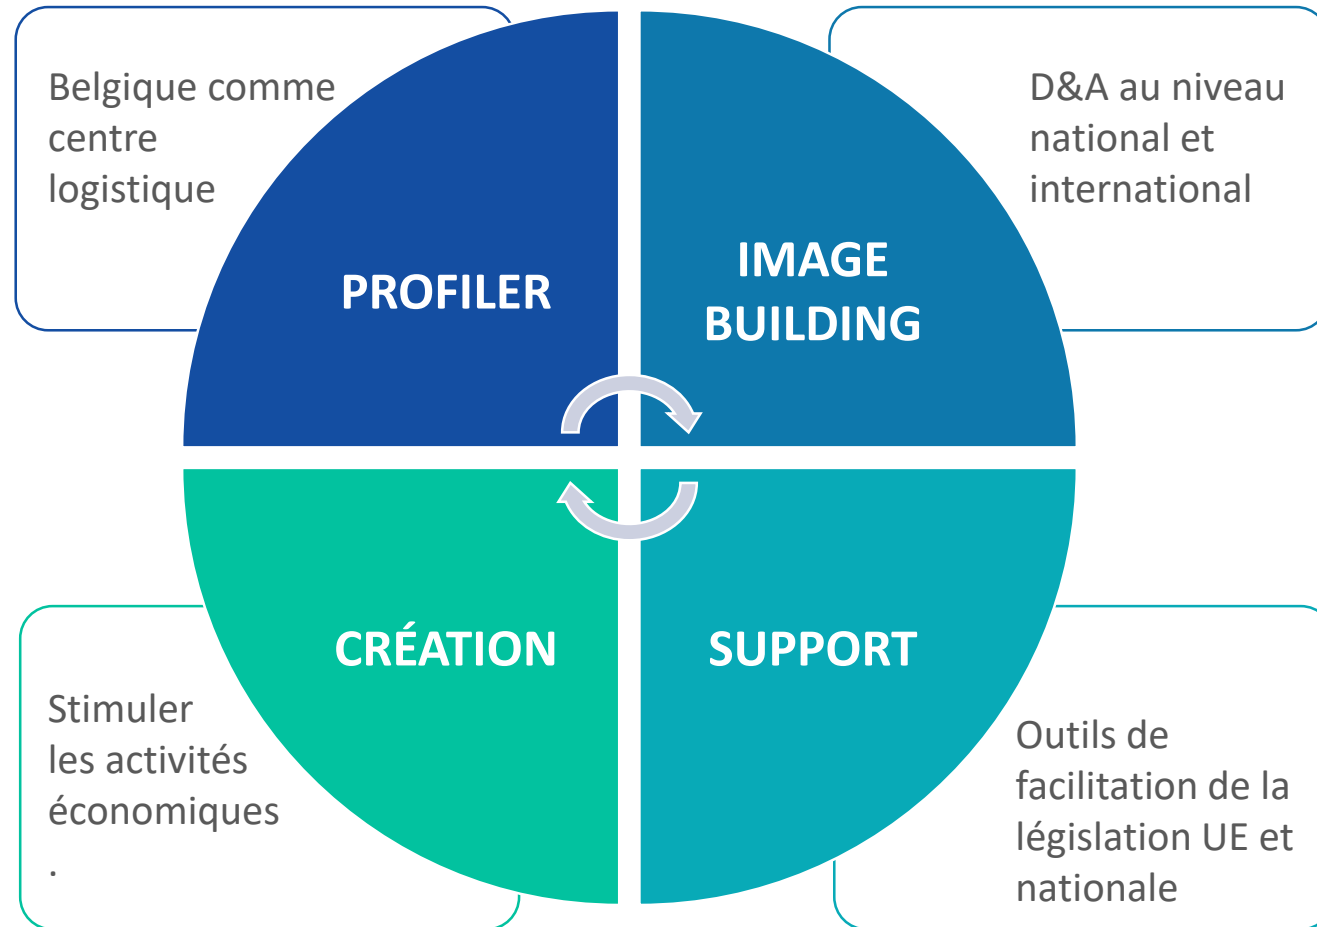 Belgique comme
centre
logistique
PROFILER
IMAGE
BUILDING
D&A au niveau
national et
international
Stimuler
les activités
économiques
.
CRÉATION
SUPPORT
Outils de
facilitation de la
législation UE et
nationale